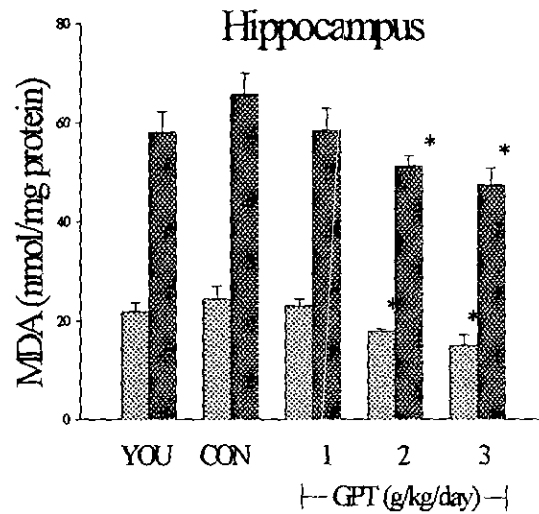 Hippocampus
MDA (nmol/mg protein)
80
60
40
20
0
*
*
*
*
YOU CON 1 2 3
GPT (g/kg/day)